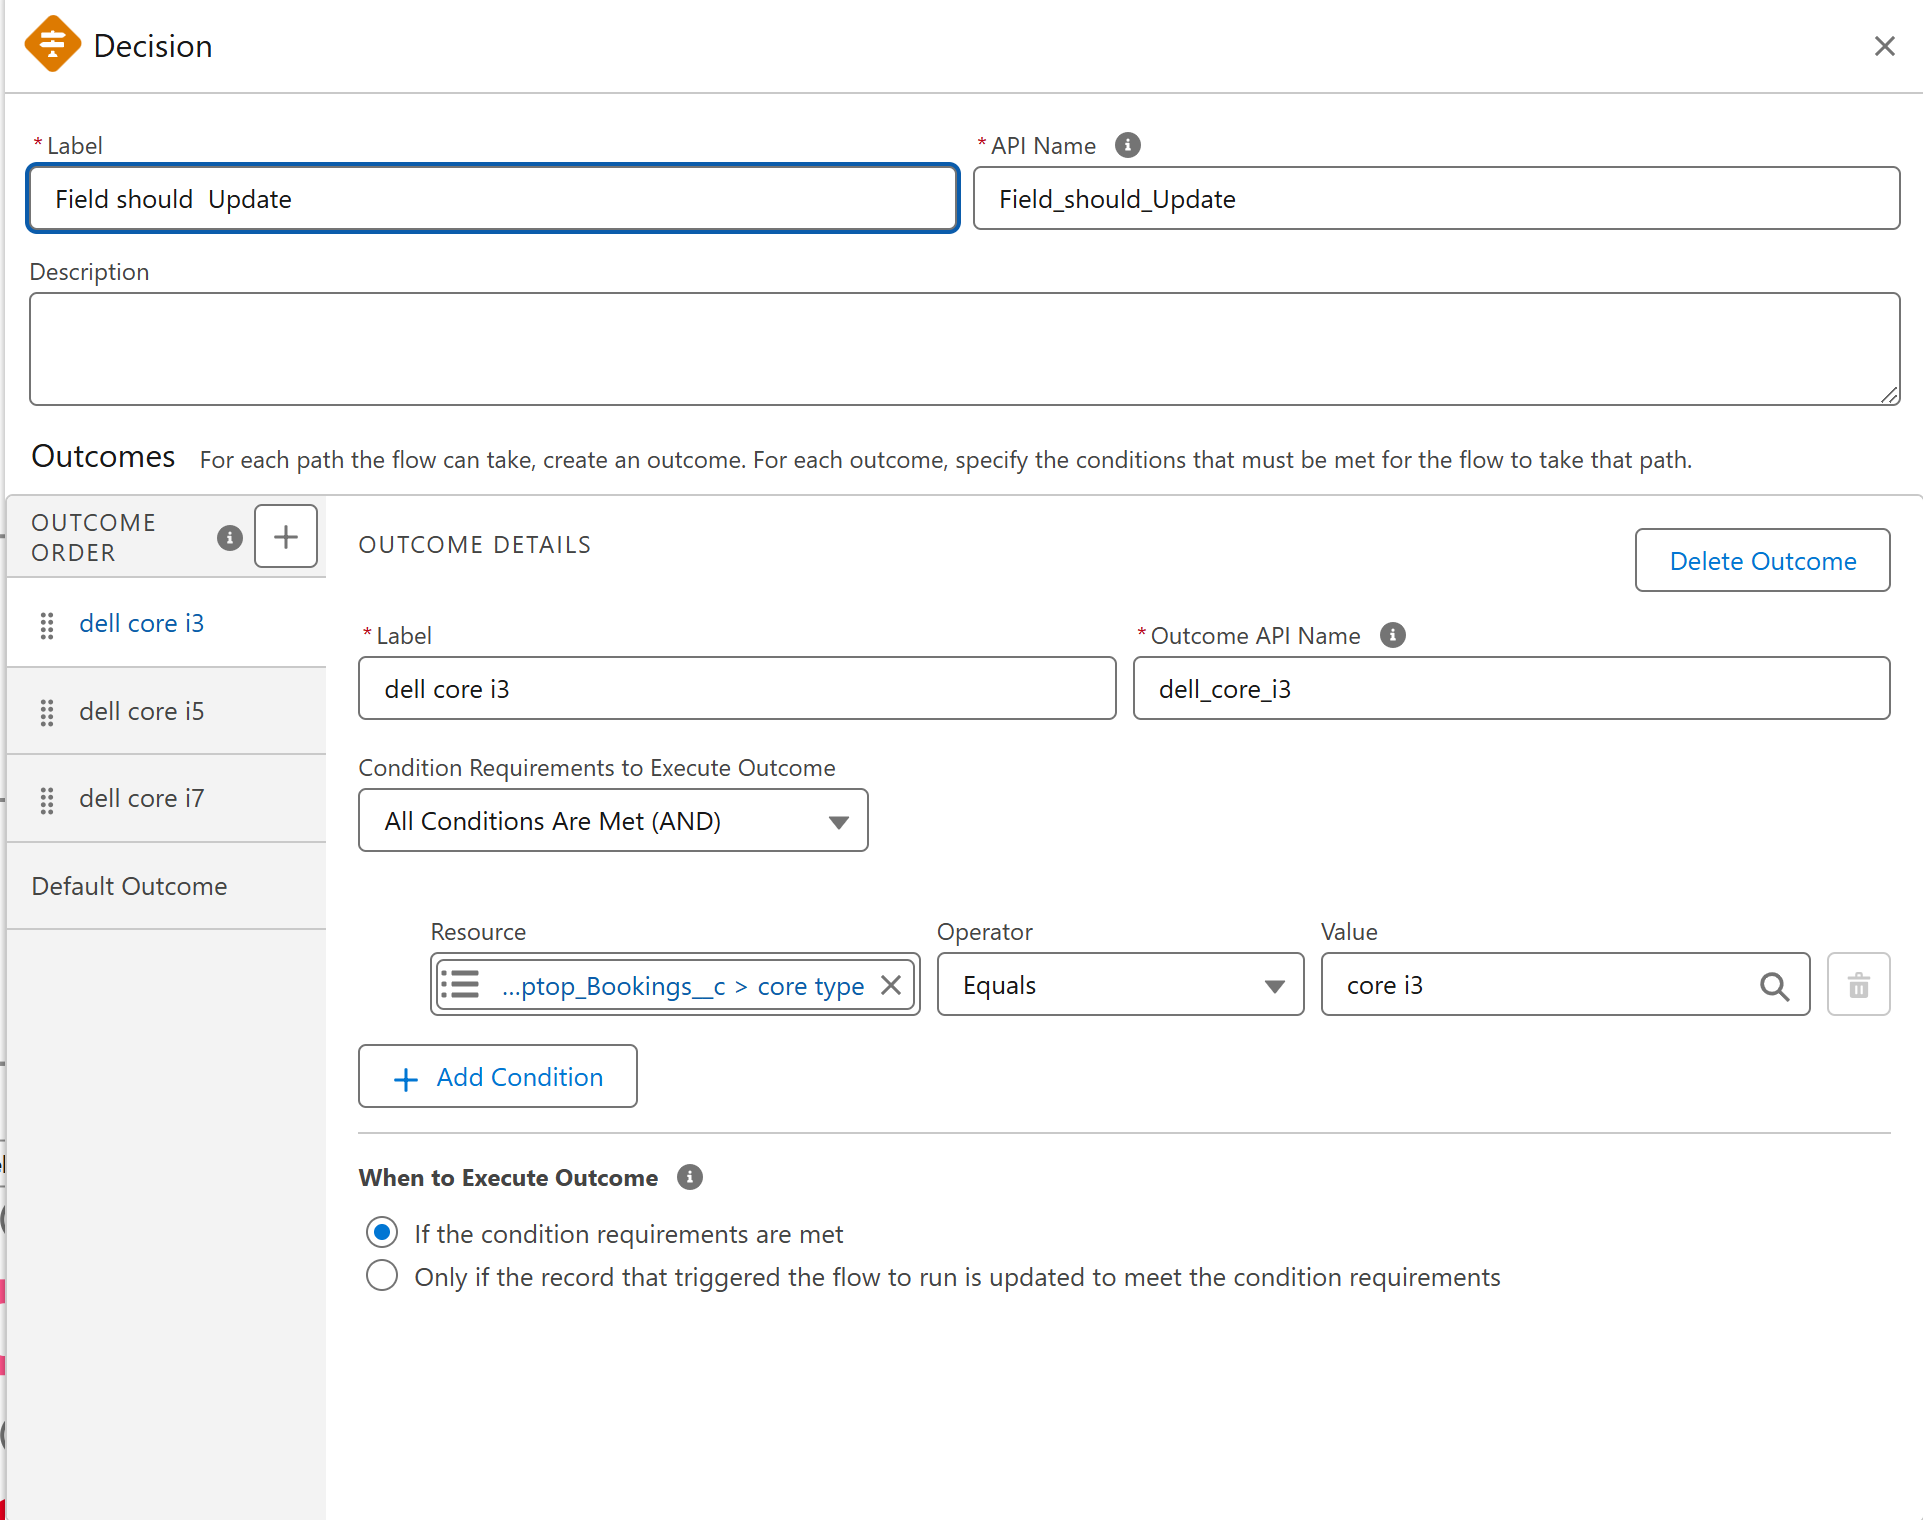 Decision
* Label
* API Name
Field should  Update
Field_should_Update
Description
Outcomes For each path the flow can take, create an outcome. For each outcome, specify the conditions that must be met for the flow to take that path.
OUTCOME
ORDER
dell core i3
dell core i5
dell core i7
Default Outcome
OUTCOME DETAILS
Delete Outcome
* Label
* Outcome API Name
dell core i3
dell_core_i3
Condition Requirements to Execute Outcome
All Conditions Are Met (AND)
Resource
Operator
Value
...ptop_Bookings__c > core type
Equals
core i3
Add Condition
When to Execute Outcome
If the condition requirements are met
Only if the record that triggered the flow to run is updated to meet the condition requirements